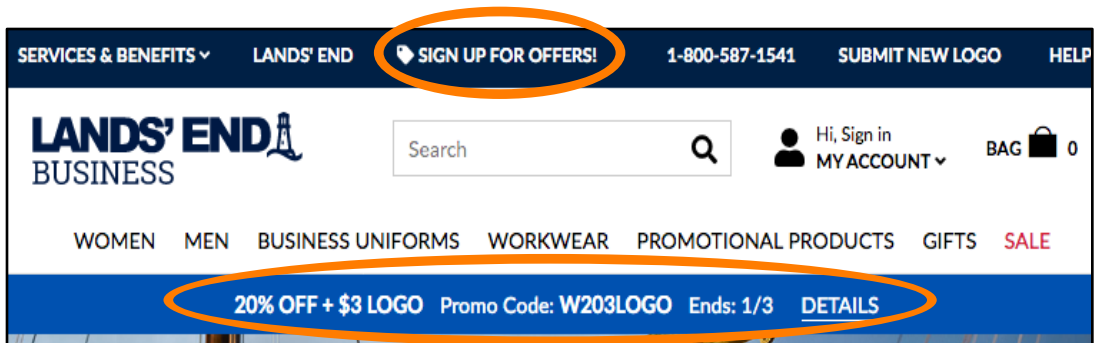 SERVICES & BENEFITS LANDS' END SIGN UP FOR OFFERS! 1-800-587-1541 SUBMIT NEW LOGO HELP
LANDS' END
BUSINESS
Search
Hi, Sign in
MY ACCOUNT
BAG 0
WOMEN MEN BUSINESS UNIFORMS WORKWEAR PROMOTIONAL PRODUCTS GIFTS SALE
20% OFF + $3 LOGO Promo Code: W203LOGO Ends: 1/3 DETAILS